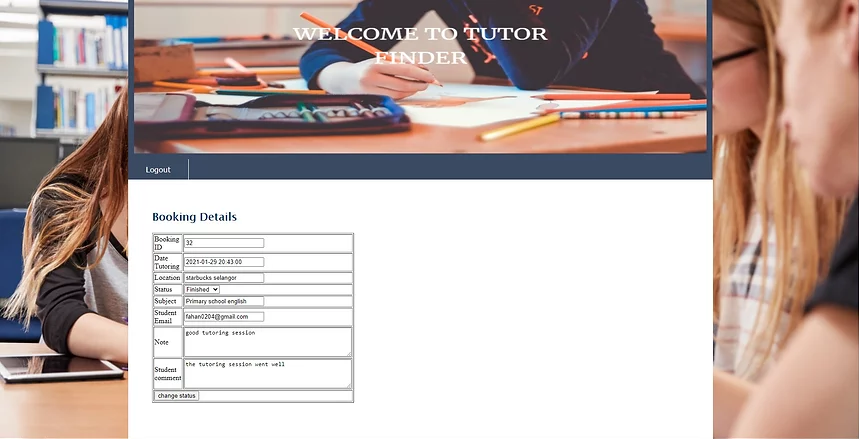 WELCOME TO TUTOR
FINDER
Logout
Booking Details
Booking
ID
32
Date
Tutoring
2021-01-29 20:43:00
Location
starbucks selangor
Status
Finished
Subject
Primary school english
Student
Email
fahan0204@gmail.com
Note
good tutoring session
Student
comment
the tutoring session went well
change status